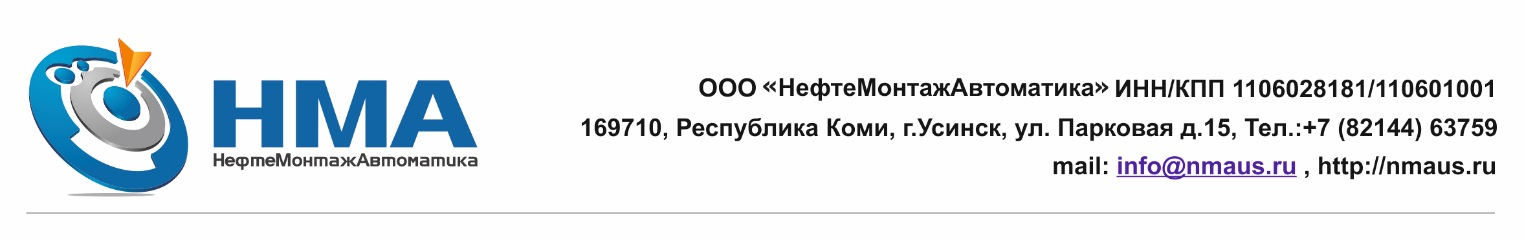 НМА
НефтеМонтажАвтоматика
ООО «НефтеМонтажАвтоматика» ИНН/КПП 1106028181/110601001
169710, Республика Коми, г.Усинск, ул. Парковая д.15, Тел.:+7 (82144) 63759
mail: info@nmaus.ru , http://nmaus.ru